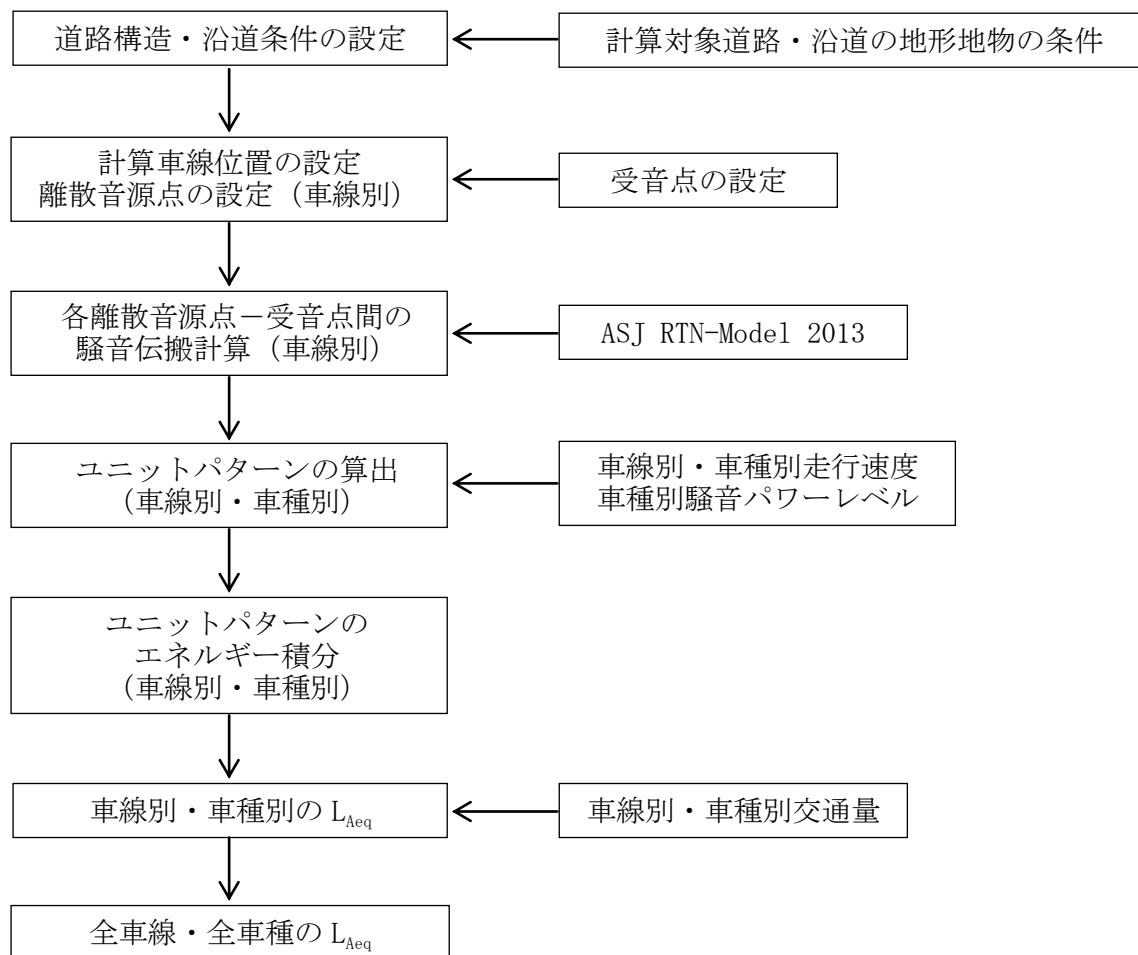 道路構造・沿道条件の設定
計算対象道路・沿道の地形地物の条件
計算車線位置の設定
離散音源点の設定（車線別）
受音点の設定
各離散音源点－受音点間の
騒音伝搬計算（車線別）
ASJ RTN-Model 2013
ユニットパターンの算出
（車線別・車種別）
車線別・車種別走行速度
車種別騒音パワーレベル
ユニットパターンの
エネルギー積分
（車線別・車種別）
車線別・車種別の LAeq
車線別・車種別交通量
全車線・全車種の LAeq